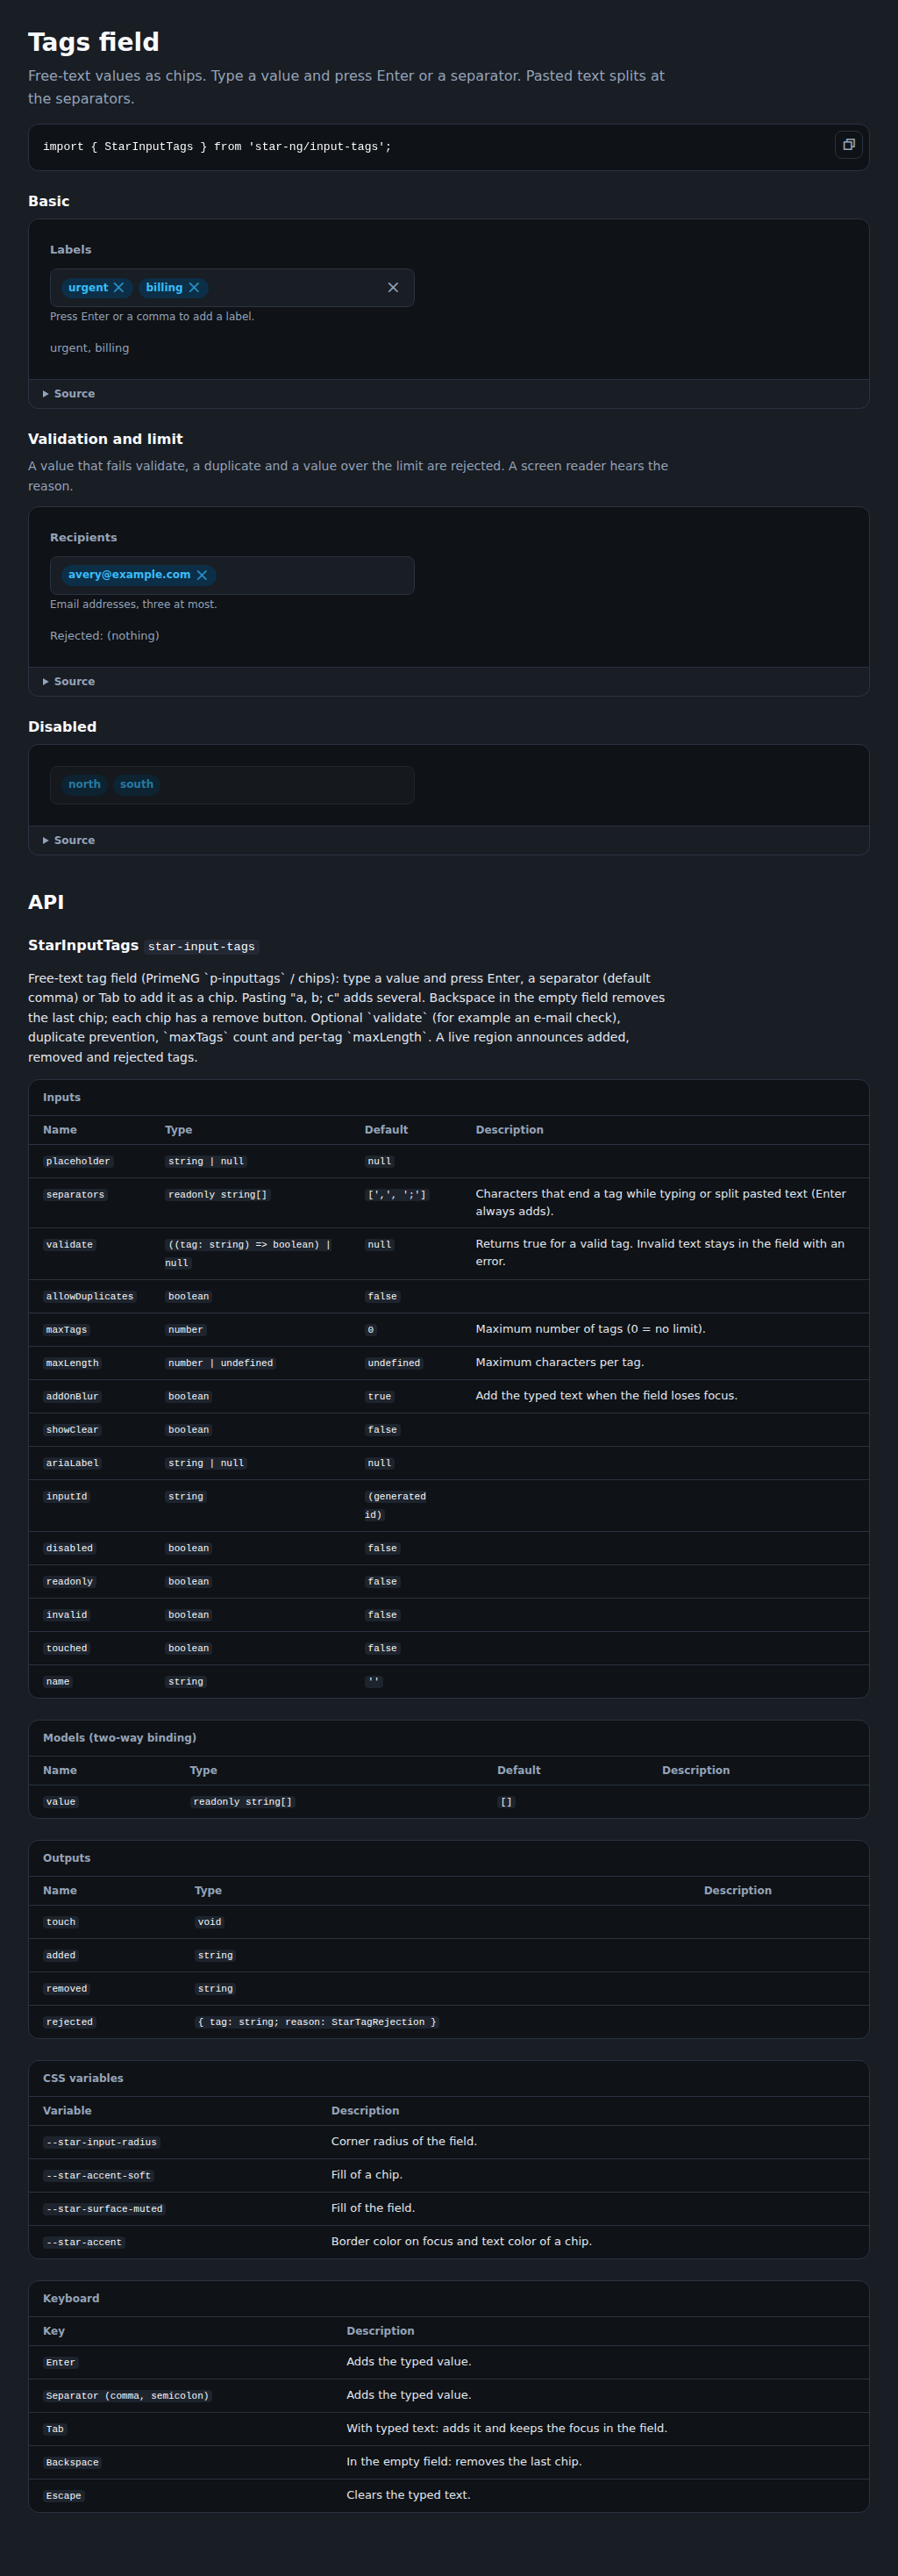 Tags field
Free-text values as chips. Type a value and press Enter or a separator. Pasted text splits at
the separators.
import { StarInputTags } from 'star-ng/input-tags';
Basic
Labels
urgent billing
Press Enter or a comma to add a label.
urgent, billing
Source
Validation and limit
A value that fails validate, a duplicate and a value over the limit are rejected. A screen reader hears the
reason.
Recipients
avery@example.com
Email addresses, three at most.
Rejected: (nothing)
Source
Disabled
north south
Source
API
StarInputTags star-input-tags
Free-text tag field (PrimeNG `p-inputtags` / chips): type a value and press Enter, a separator (default
comma) or Tab to add it as a chip. Pasting "a, b; c" adds several. Backspace in the empty field removes
the last chip; each chip has a remove button. Optional `validate` (for example an e-mail check),
duplicate prevention, `maxTags` count and per-tag `maxLength`. A live region announces added,
removed and rejected tags.
Inputs
Name Type Default Description
placeholder string | null null
separators readonly string[] [',', ';'] Characters that end a tag while typing or split pasted text (Enter
always adds).
validate ((tag: string) => boolean) | null null Returns true for a valid tag. Invalid text stays in the field with an
error.
allowDuplicates boolean false
maxTags number 0 Maximum number of tags (0 = no limit).
maxLength number | undefined undefined Maximum characters per tag.
addOnBlur boolean true Add the typed text when the field loses focus.
showClear boolean false
ariaLabel string | null null
inputId string (generated id)
disabled boolean false
readonly boolean false
invalid boolean false
touched boolean false
name string ''
Models (two-way binding)
Name Type Default Description
value readonly string[] []
Outputs
Name Type Description
touch void
added string
removed string
rejected { tag: string; reason: StarTagRejection }
CSS variables
Variable Description
--star-input-radius Corner radius of the field.
--star-accent-soft Fill of a chip.
--star-surface-muted Fill of the field.
--star-accent Border color on focus and text color of a chip.
Keyboard
Key Description
Enter Adds the typed value.
Separator (comma, semicolon) Adds the typed value.
Tab With typed text: adds it and keeps the focus in the field.
Backspace In the empty field: removes the last chip.
Escape Clears the typed text.